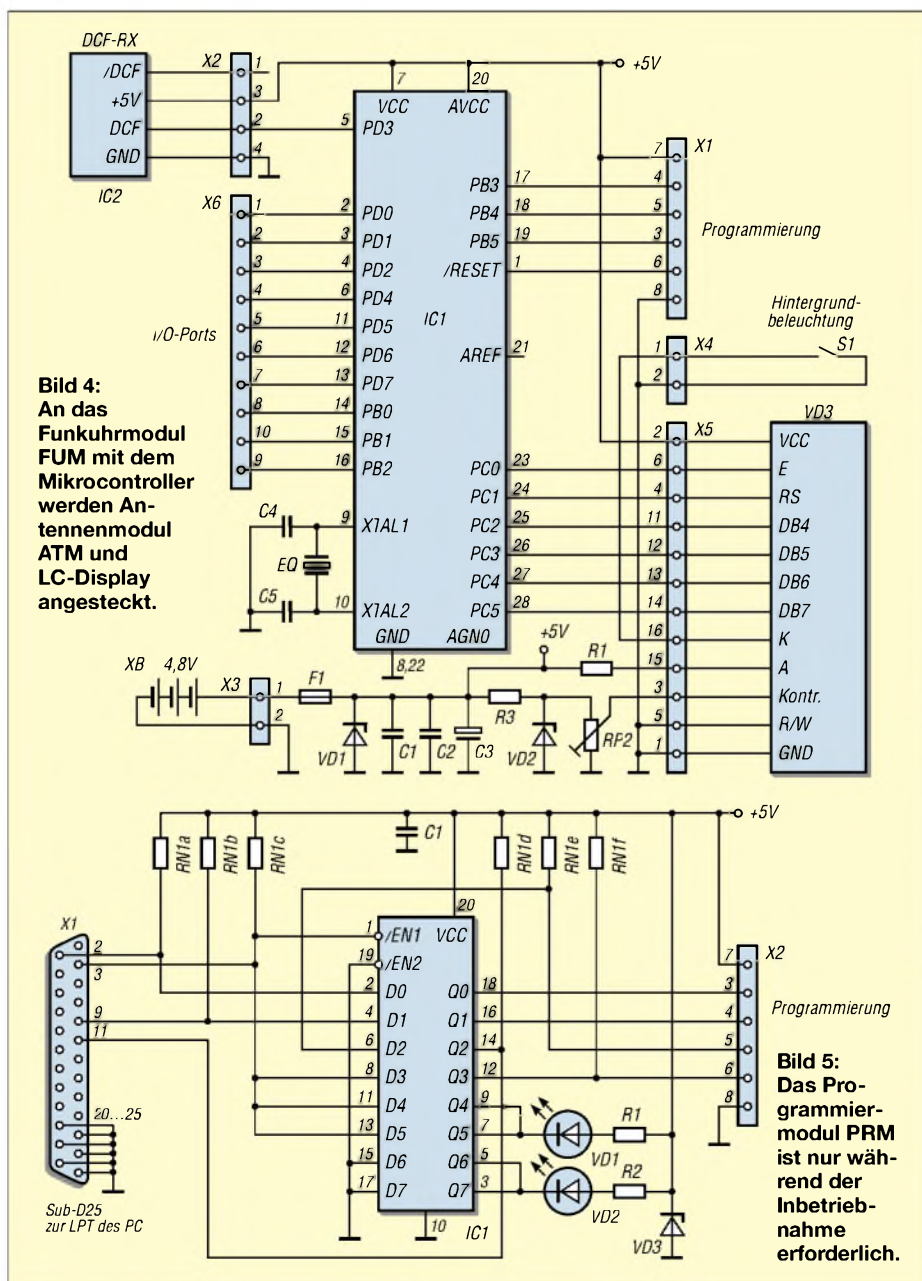 DCF-RX
/DCF
+5V
DCF
GND
IC2
X2
1
3
2
4
+5V
7
20
VCC
AVCC
5
PD3
X6
1
2
3
4
5
6
7
8
10
9
I/O-Ports
2
3
4
6
11
12
13
14
15
16
PD0
PD1
PD2
PD4
PD5
PD6
PD7
PB0
PB1
PB2
IC1
PB3
PB4
PB5
/RESET
AREF
17
18
19
1
21
X1
7
4
5
3
6
8
Programmierung
Hintergrund-
beleuchtung
X4
1
2
S1
VD3
PC0
PC1
PC2
PC3
PC4
PC5
23
24
25
26
27
28
X5
2
6
4
11
12
13
14
16
15
3
5
1
VCC
E
RS
DB4
DB5
DB6
DB7
K
A
Kontr.
R/W
GND
9
XTAL1
10
XTAL2
C4
EQ
C5
GND
AGND
8,22
+5V
R1
XB
4,8V
X3
1
2
F1
VD1
C1
C2
C3
R3
VD2
RP2
Bild 4:
An das
Funkuhrmodul
FUM mit dem
Mikrocontroller
werden An-
tennenmodul
ATM und
LC-Display
angesteckt.
RN1a
RN1b
RN1c
C1
RN1d
RN1e
RN1f
+5V
X1
2
3
9
11
20...25
Sub-D25
zur LPT des PC
20
VCC
1
19
2
4
6
8
11
13
15
17
/EN1
/EN2
D0
D1
D2
D3
D4
D5
D6
D7
Q0
Q1
Q2
Q3
Q4
Q5
Q6
Q7
18
16
14
12
9
7
5
3
10
IC1
VD1
R1
VD2
R2
VD3
X2
7
3
4
5
6
8
Programmierung
Bild 5:
Das Pro-
grammier-
modul PRM
ist nur wäh-
rend der
Inbetrieb-
nahme
erforderlich.